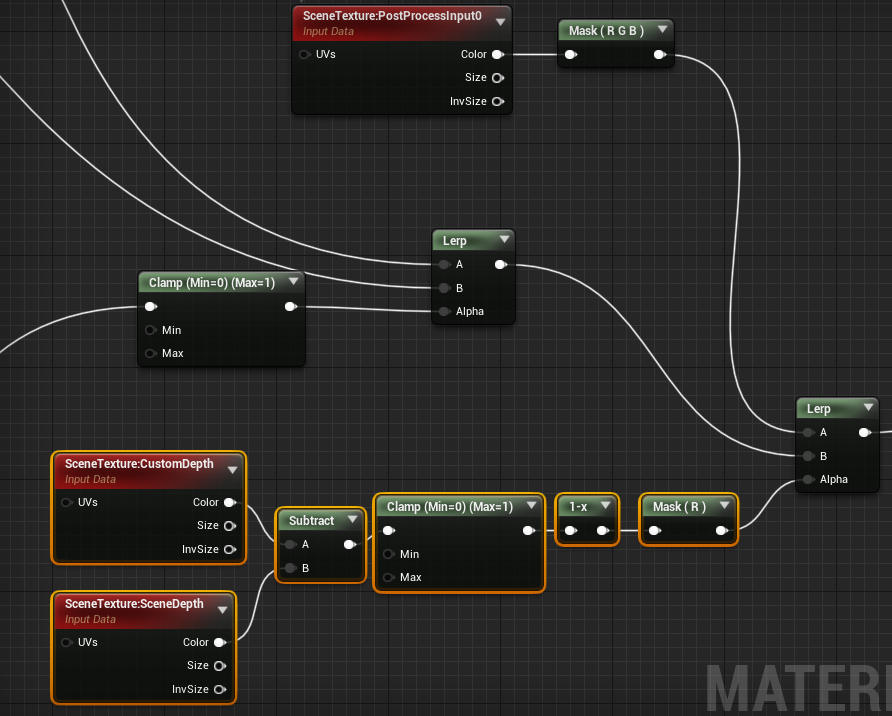 SceneTexture:PostProcessInput0
Input Data
UVs
Color
Size
InvSize
Mask ( R G B )
Lerp
A
B
Alpha
Clamp (Min=0) (Max=1)
Min
Max
Lerp
A
B
Alpha
SceneTexture:CustomDepth
Input Data
UVs
Color
Size
InvSize
Subtract
A
B
Clamp (Min=0) (Max=1)
Min
Max
1-x
Mask ( R )
SceneTexture:SceneDepth
Input Data
UVs
Color
Size
InvSize
MATERI